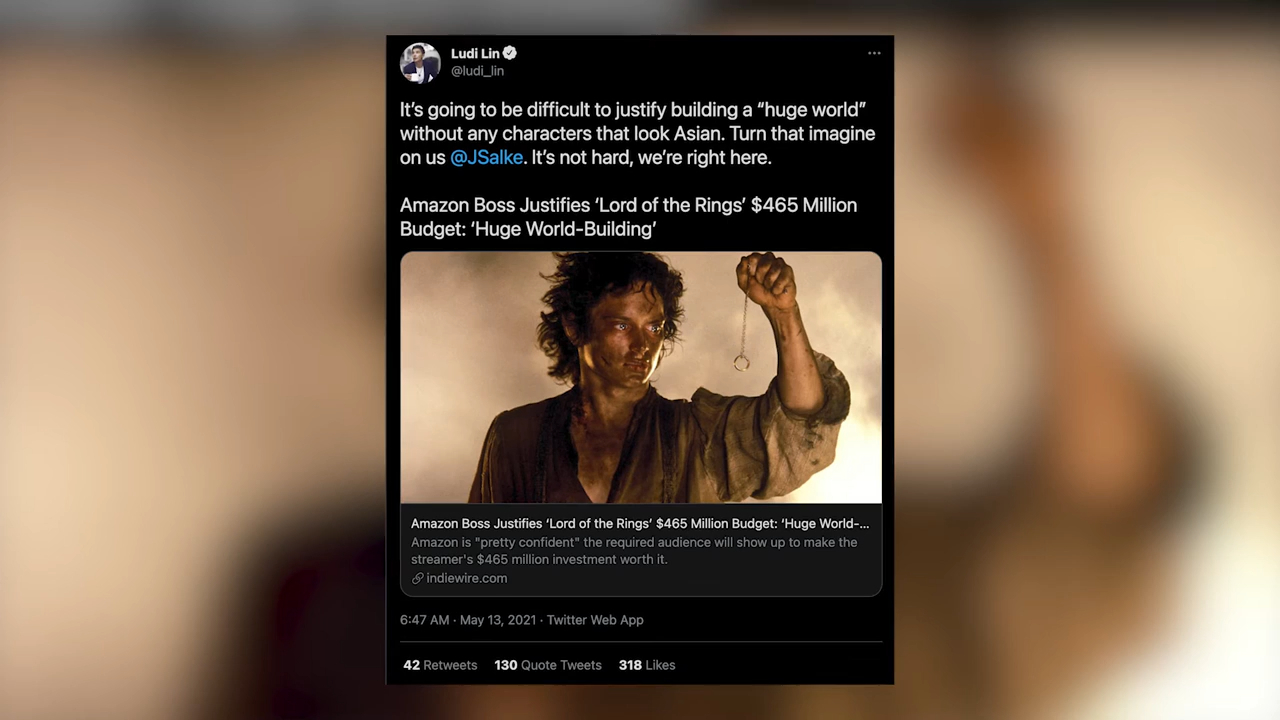 Ludi Lin
@ludi_lin
It’s going to be difficult to justify building a “huge world”
without any characters that look Asian. Turn that imagine
on us @JSalke. It’s not hard, we’re right here.
Amazon Boss Justifies ‘Lord of the Rings’ $465 Million
Budget: ‘Huge World-Building’
Amazon Boss Justifies ‘Lord of the Rings’ $465 Million Budget: ‘Huge World-...
Amazon is "pretty confident" the required audience will show up to make the
streamer's $465 million investment worth it.
indiewire.com
6:47 AM · May 13, 2021 · Twitter Web App
42 Retweets 130 Quote Tweets 318 Likes